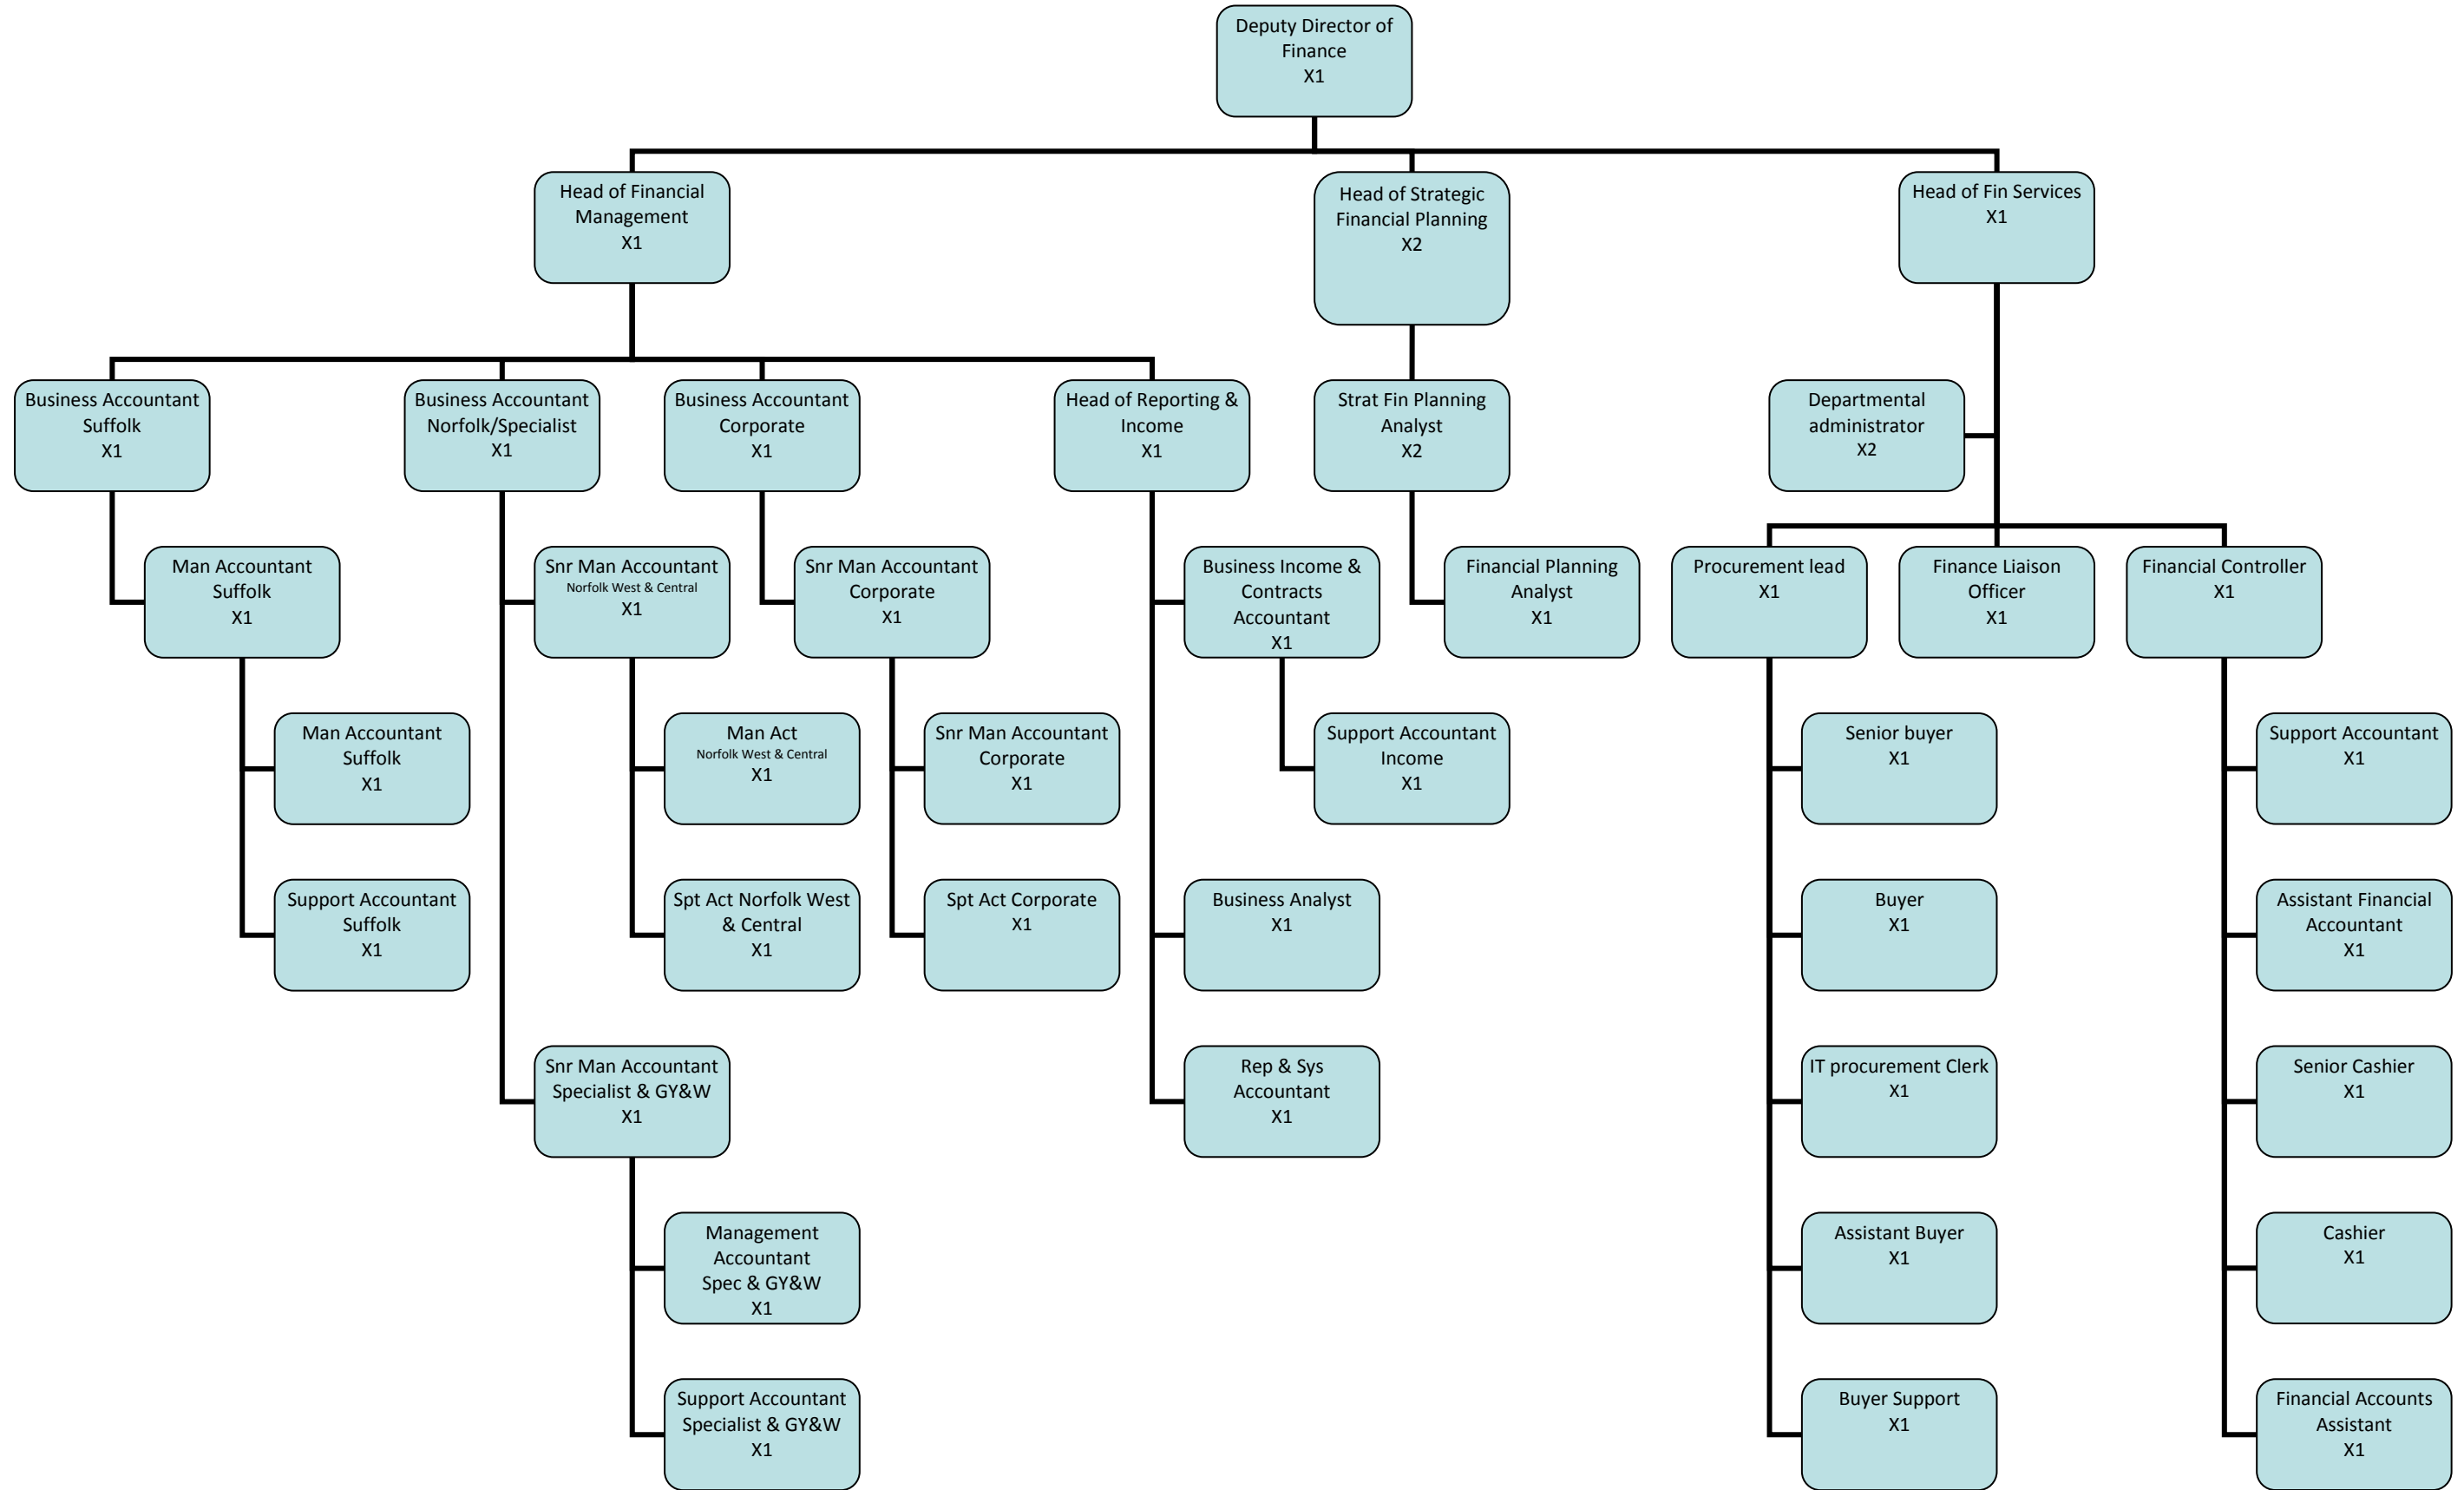 Deputy Director of
Finance
X1
Head of Financial
Management
X1
Head of Strategic
Financial Planning
X2
Head of Fin Services
X1
Business Accountant
Suffolk
X1
Business Accountant
Norfolk/Specialist
X1
Business Accountant
Corporate
X1
Head of Reporting &
Income
X1
Strat Fin Planning
Analyst
X2
Departmental
administrator
X2
Man Accountant
Suffolk
X1
Snr Man Accountant
Norfolk West & Central
X1
Snr Man Accountant
Corporate
X1
Business Income &
Contracts
Accountant
X1
Financial Planning
Analyst
X1
Procurement lead
X1
Finance Liaison
Officer
X1
Financial Controller
X1
Man Accountant
Suffolk
X1
Man Act
Norfolk West & Central
X1
Snr Man Accountant
Corporate
X1
Support Accountant
Income
X1
Senior buyer
X1
Support Accountant
X1
Support Accountant
Suffolk
X1
Spt Act Norfolk West
& Central
X1
Spt Act Corporate
X1
Business Analyst
X1
Buyer
X1
Assistant Financial
Accountant
X1
Snr Man Accountant
Specialist & GY&W
X1
Rep & Sys
Accountant
X1
IT procurement Clerk
X1
Senior Cashier
X1
Management
Accountant
Spec & GY&W
X1
Assistant Buyer
X1
Cashier
X1
Support Accountant
Specialist & GY&W
X1
Buyer Support
X1
Financial Accounts
Assistant
X1